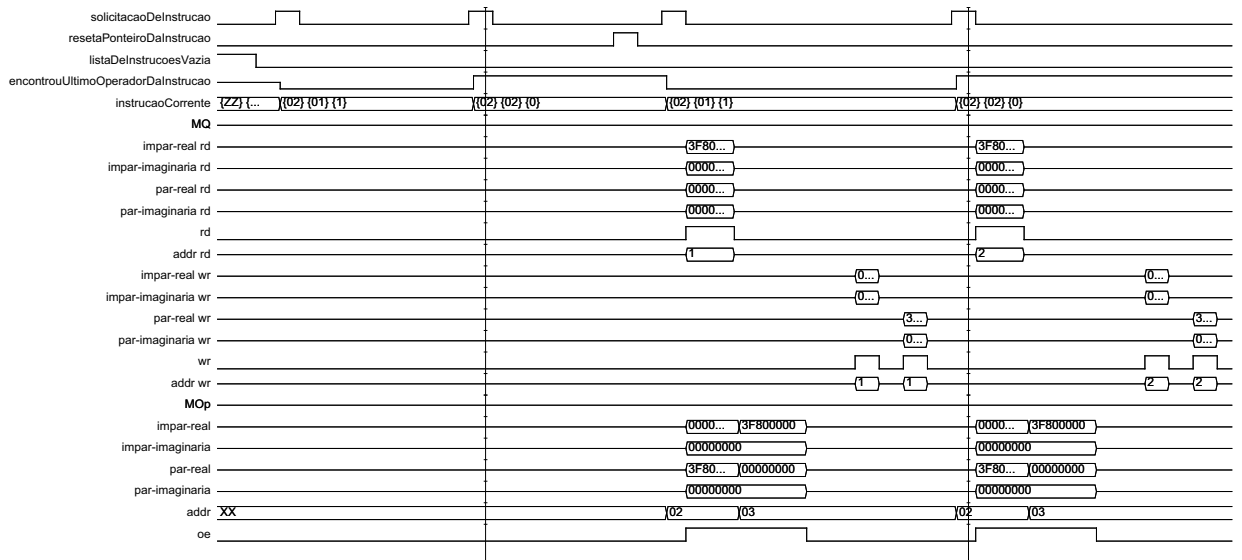 solicitacaoDeInstrucao
resetaPonteiroDaInstrucao
listaDeInstrucoesVazia
encontrouUltimoOperadorDaInstrucao
instrucaoCorrente {ZZ} {... {02} {01} {1} {02} {02} {0} {02} {01} {1} {02} {02} {0}
MQ
impar-real rd 3F80... 3F80...
impar-imaginaria rd 0000... 0000...
par-real rd 0000... 0000...
par-imaginaria rd 0000... 0000...
rd
addr rd 1 2
impar-real wr 0... 0...
impar-imaginaria wr 0... 0...
par-real wr 3... 3...
par-imaginaria wr 0... 0...
wr
addr wr 1 1 2 2
MOp
impar-real 0000... 3F800000 0000... 3F800000
impar-imaginaria 00000000 00000000
par-real 3F80... 00000000 3F80... 00000000
par-imaginaria 00000000 00000000
addr XX 02 03 02 03
oe